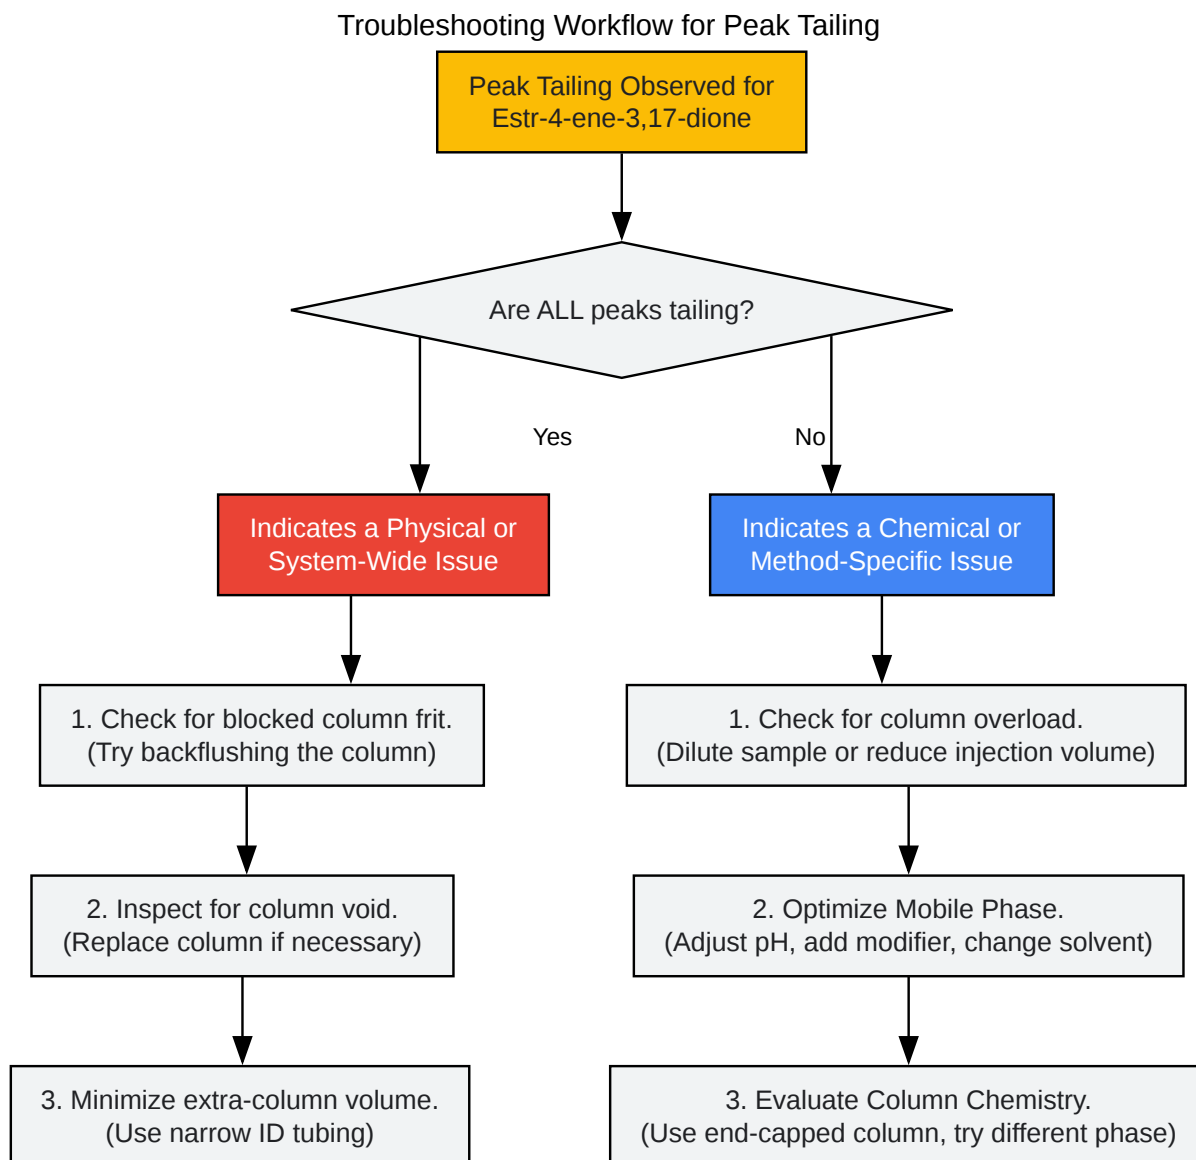 Troubleshooting Workflow for Peak Tailing
Peak Tailing Observed for
Estr-4-ene-3,17-dione
Are ALL peaks tailing?
Yes
No
Indicates a Physical or
System-Wide Issue
Indicates a Chemical or
Method-Specific Issue
1. Check for blocked column frit.
(Try backflushing the column)
1. Check for column overload.
(Dilute sample or reduce injection volume)
2. Inspect for column void.
(Replace column if necessary)
2. Optimize Mobile Phase.
(Adjust pH, add modifier, change solvent)
3. Minimize extra-column volume.
(Use narrow ID tubing)
3. Evaluate Column Chemistry.
(Use end-capped column, try different phase)